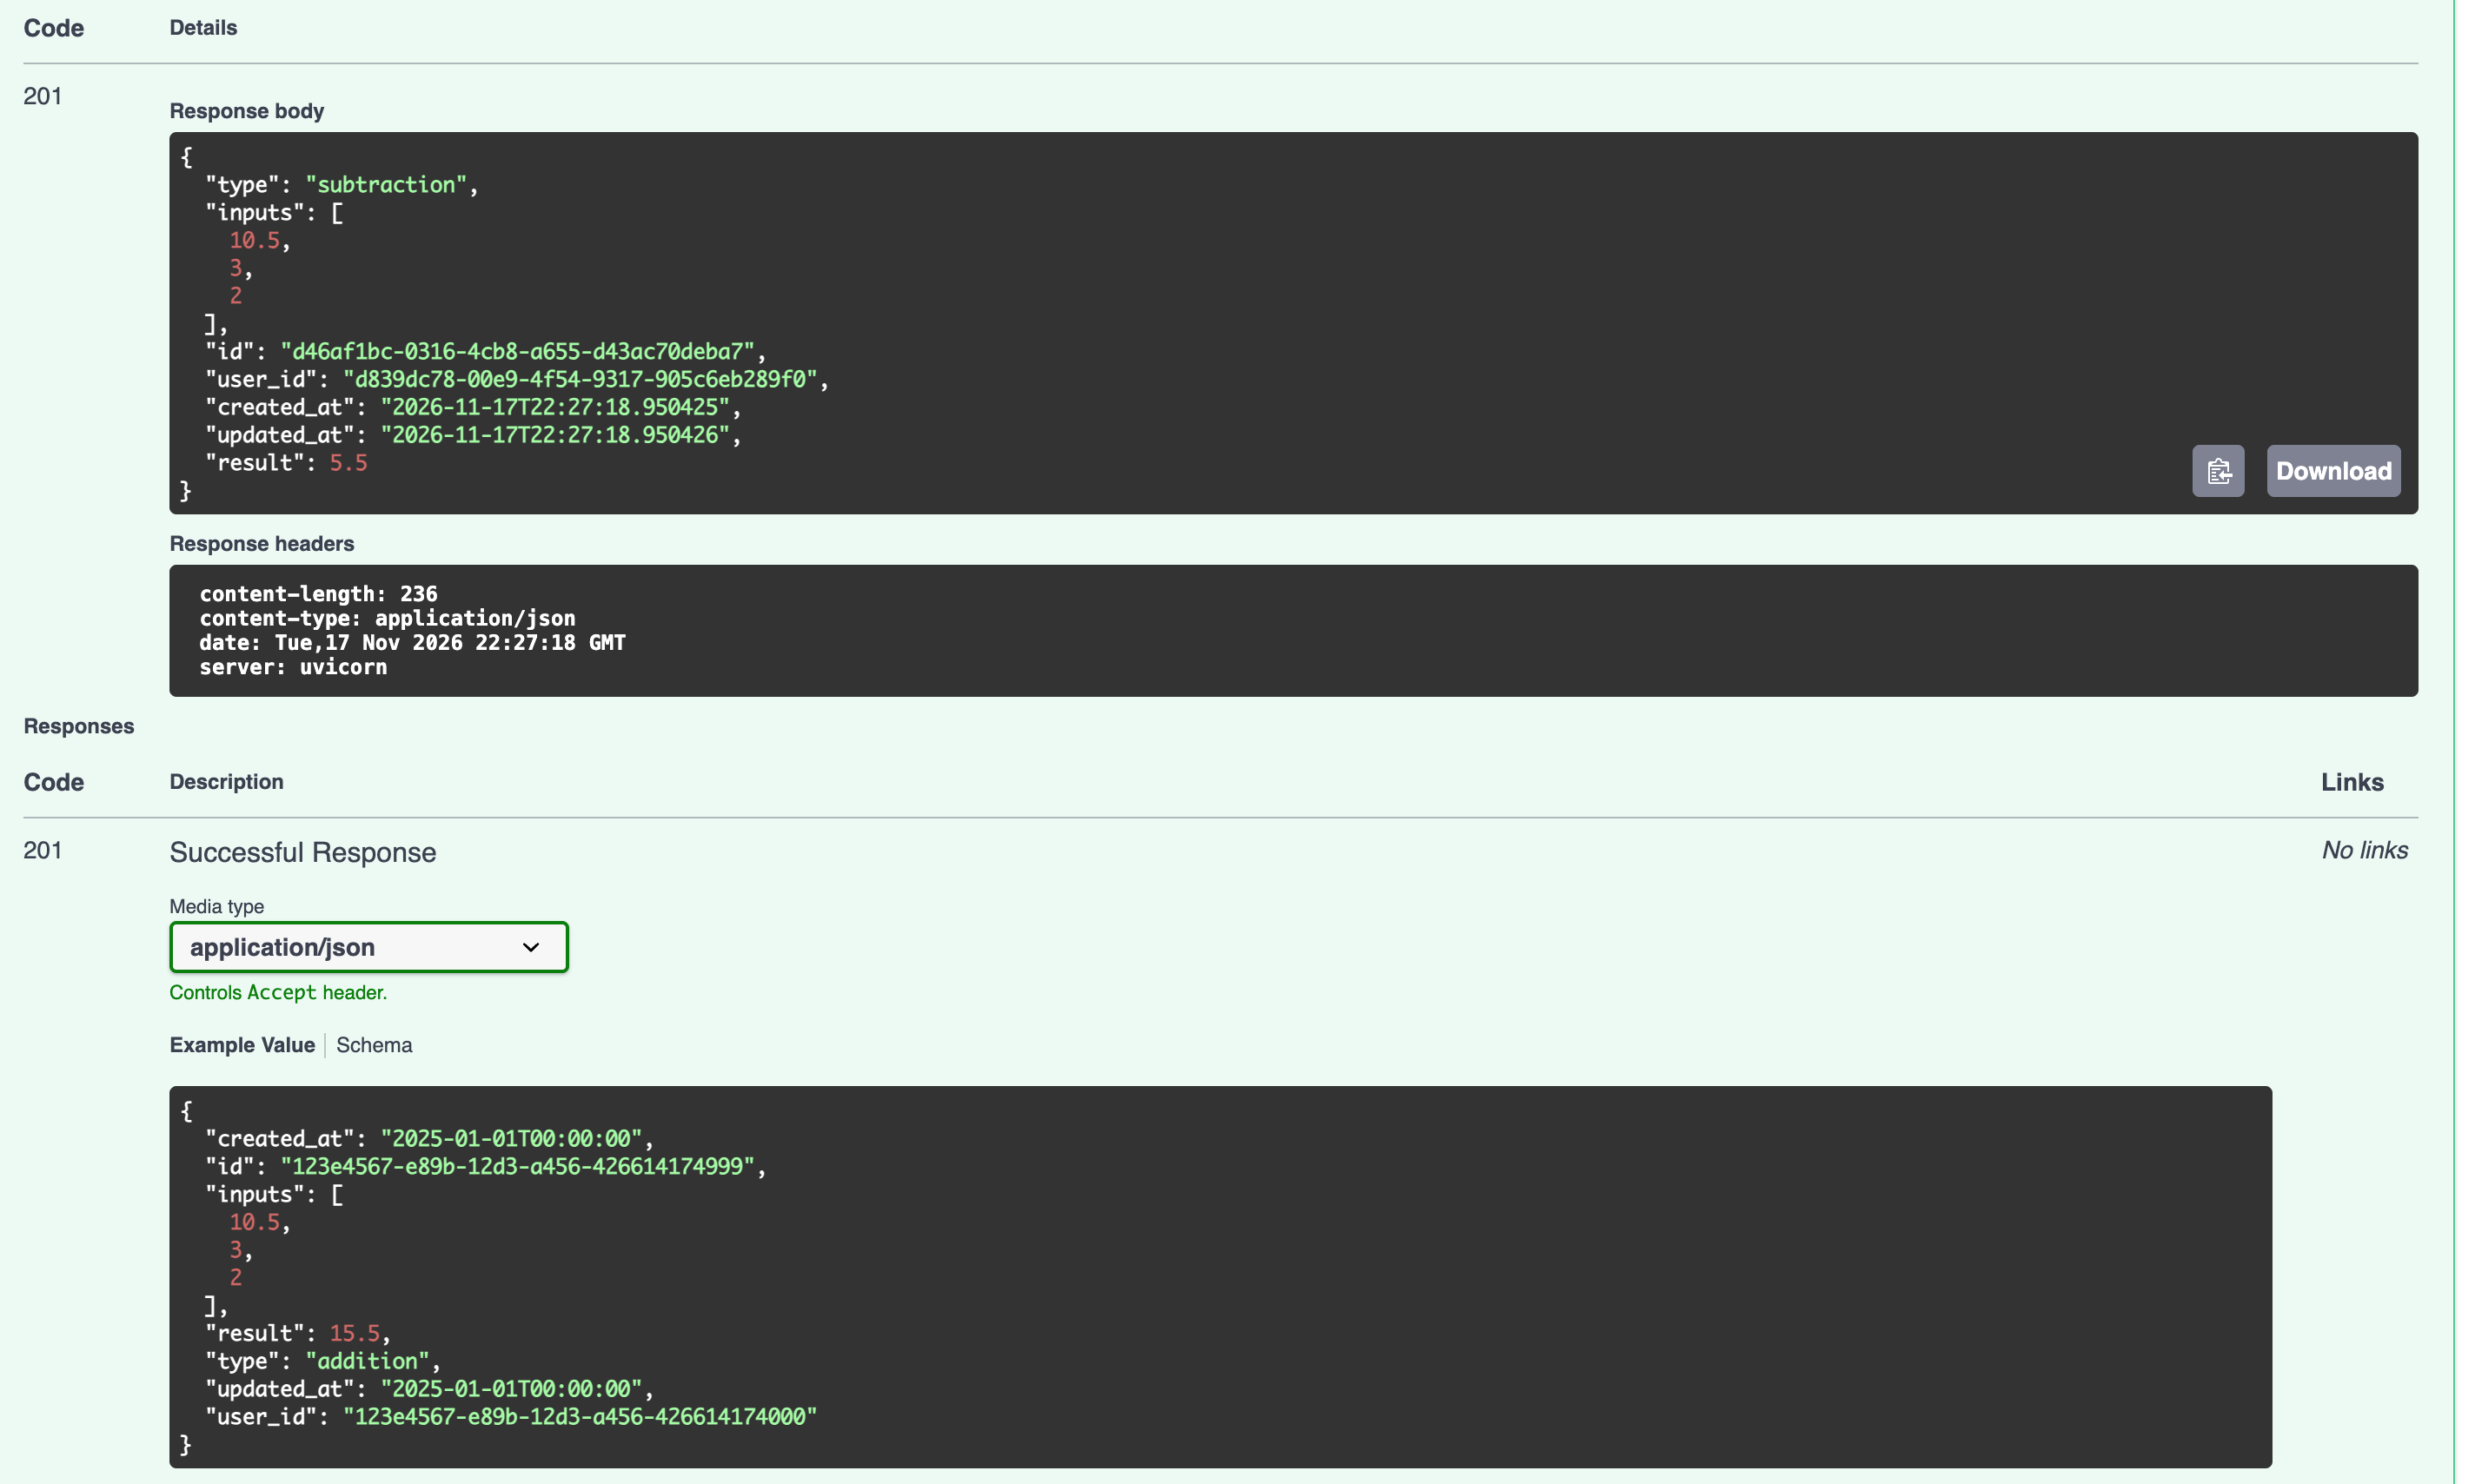 Code Details
201
Response body
{
  "type": "subtraction",
  "inputs": [
    10.5,
    3,
    2
  ],
  "id": "d46af1bc-0316-4cb8-a655-d43ac70deba7",
  "user_id": "d839dc78-00e9-4f54-9317-905c6eb289f0",
  "created_at": "2026-11-17T22:27:18.950425",
  "updated_at": "2026-11-17T22:27:18.950426",
  "result": 5.5
}
Download
Response headers
content-length: 236
content-type: application/json
date: Tue,17 Nov 2026 22:27:18 GMT
server: uvicorn
Responses
Code Description Links
201 Successful Response No links
Media type
application/json
Controls Accept header.
Example Value Schema
{
  "created_at": "2025-01-01T00:00:00",
  "id": "123e4567-e89b-12d3-a456-426614174999",
  "inputs": [
    10.5,
    3,
    2
  ],
  "result": 15.5,
  "type": "addition",
  "updated_at": "2025-01-01T00:00:00",
  "user_id": "123e4567-e89b-12d3-a456-426614174000"
}